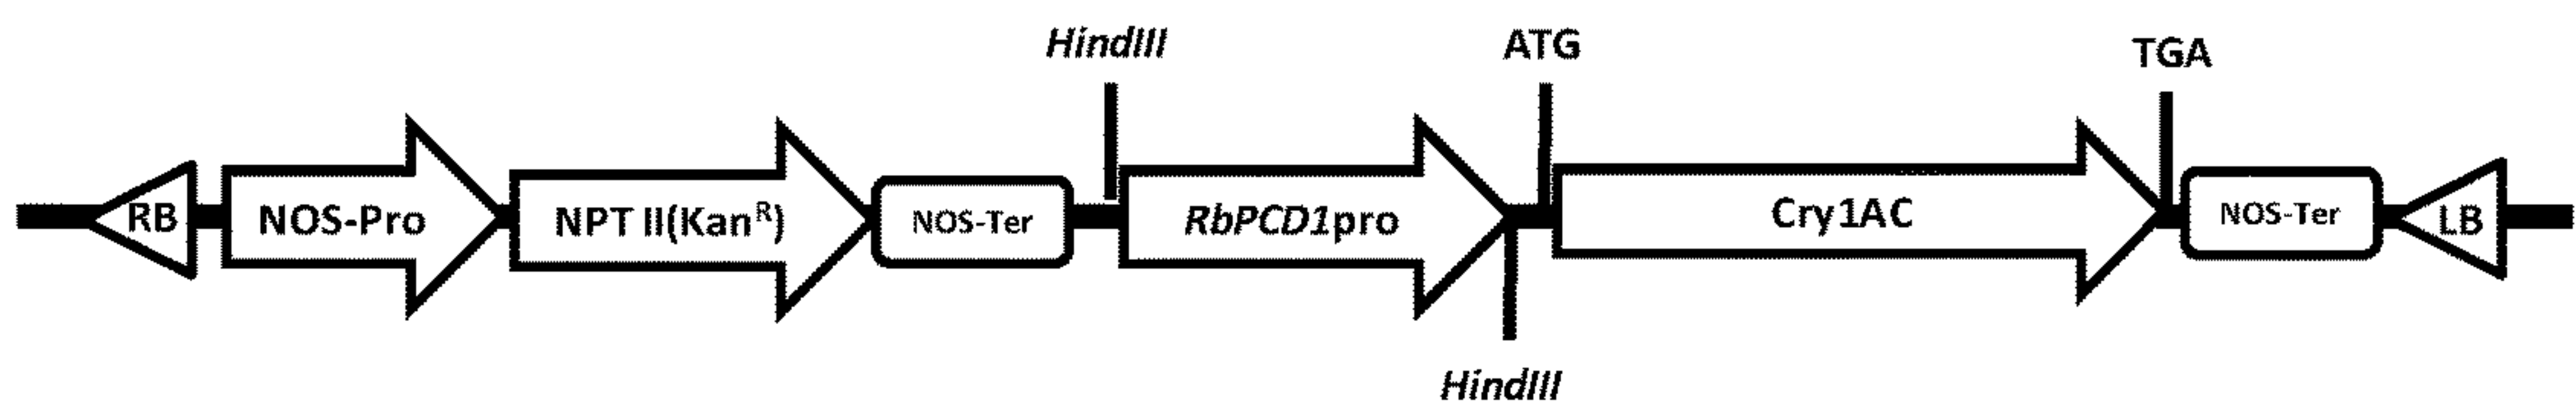 HindIII
ATG
TGA
RB
NOS-Pro
NPT II(Kan^R)
NOS-Ter
RbPCD1pro
Cry1AC
NOS-Ter
LB
HindIII